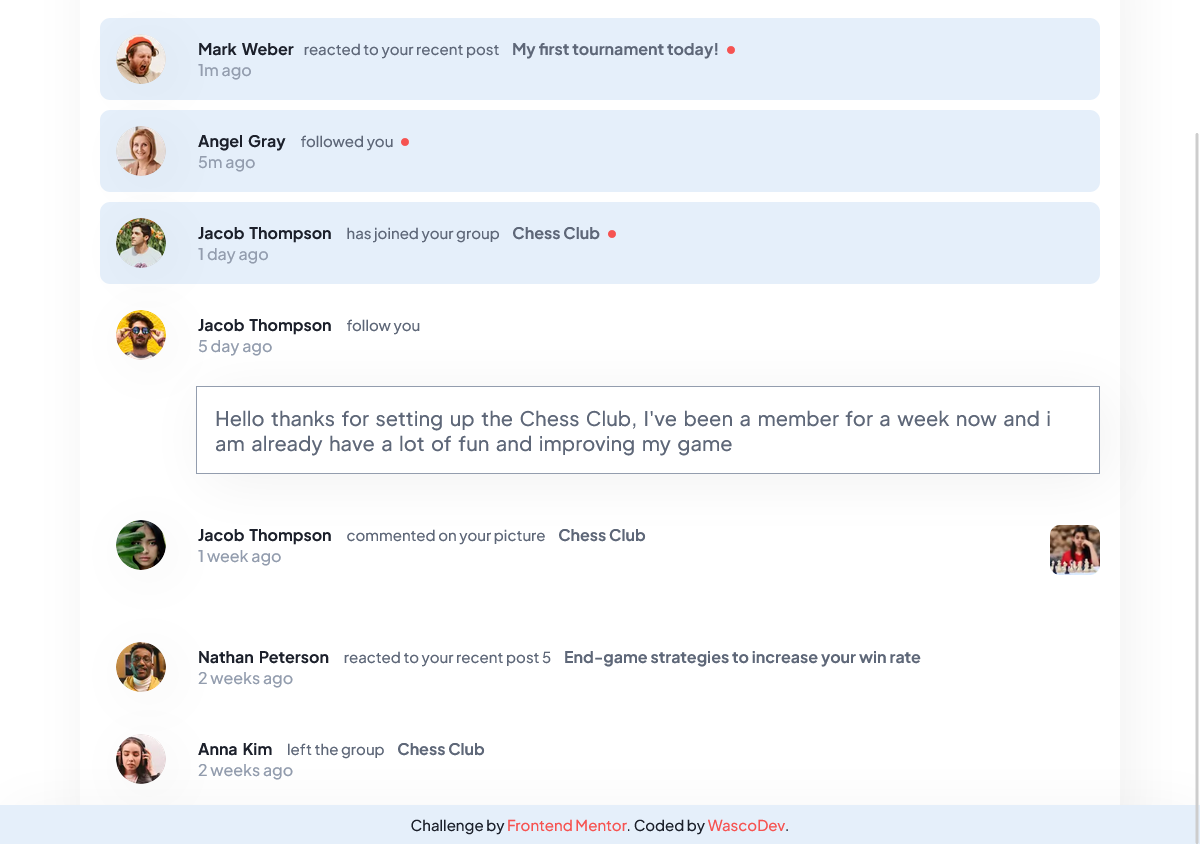 Mark Weber reacted to your recent post My first tournament today!
1m ago
Angel Gray followed you
5m ago
Jacob Thompson has joined your group Chess Club
1 day ago
Jacob Thompson follow you
5 day ago
Hello thanks for setting up the Chess Club, I've been a member for a week now and i
am already have a lot of fun and improving my game
Jacob Thompson commented on your picture Chess Club
1 week ago
Nathan Peterson reacted to your recent post 5 End-game strategies to increase your win rate
2 weeks ago
Anna Kim left the group Chess Club
2 weeks ago
Challenge by Frontend Mentor. Coded by WascoDev.